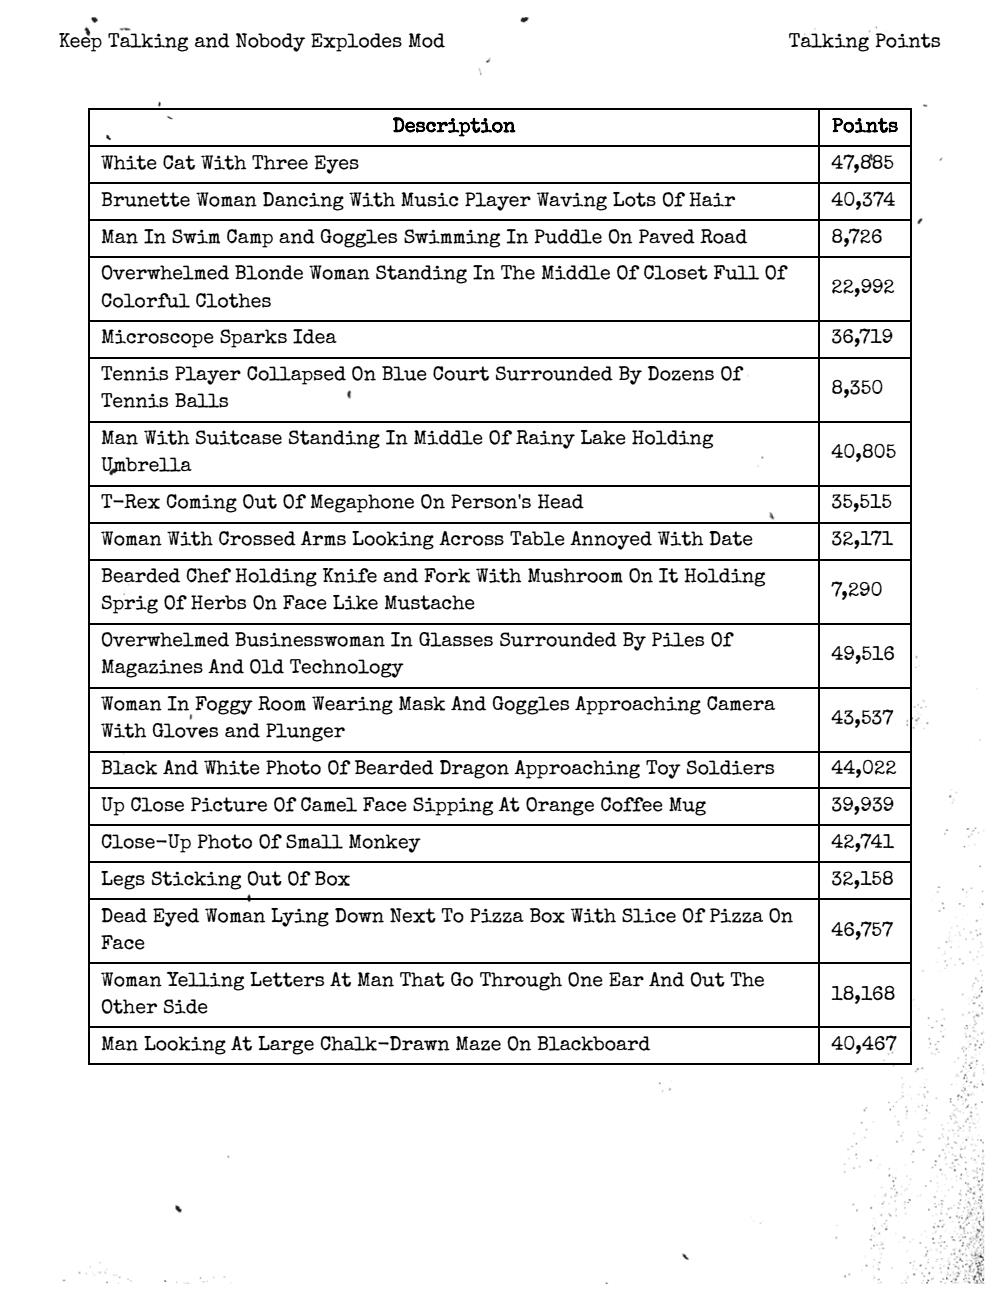 Keep Talking and Nobody Explodes Mod
Talking Points
Description Points
White Cat With Three Eyes 47,885
Brunette Woman Dancing With Music Player Waving Lots Of Hair 40,374
Man In Swim Camp and Goggles Swimming In Puddle On Paved Road 8,726
Overwhelmed Blonde Woman Standing In The Middle Of Closet Full Of
Colorful Clothes
22,992
Microscope Sparks Idea 36,719
Tennis Player Collapsed On Blue Court Surrounded By Dozens Of
Tennis Balls
8,350
Man With Suitcase Standing In Middle Of Rainy Lake Holding
Umbrella
40,805
T-Rex Coming Out Of Megaphone On Person's Head 35,515
Woman With Crossed Arms Looking Across Table Annoyed With Date 32,171
Bearded Chef Holding Knife and Fork With Mushroom On It Holding
Sprig Of Herbs On Face Like Mustache
7,290
Overwhelmed Businesswoman In Glasses Surrounded By Piles Of
Magazines And Old Technology
49,516
Woman In Foggy Room Wearing Mask And Goggles Approaching Camera
With Gloves and Plunger
43,537
Black And White Photo Of Bearded Dragon Approaching Toy Soldiers 44,022
Up Close Picture Of Camel Face Sipping At Orange Coffee Mug 39,939
Close-Up Photo Of Small Monkey 42,741
Legs Sticking Out Of Box 32,158
Dead Eyed Woman Lying Down Next To Pizza Box With Slice Of Pizza On
Face
46,757
Woman Yelling Letters At Man That Go Through One Ear And Out The
Other Side
18,168
Man Looking At Large Chalk-Drawn Maze On Blackboard 40,467